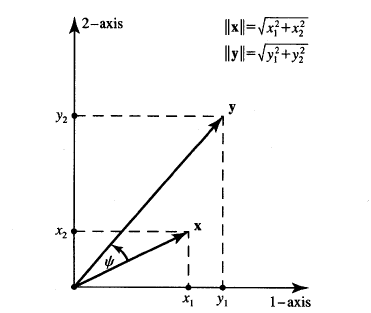 2-axis
||x||=√x₁²+x₂²
||y||=√y₁²+y₂²
y
y₂
x
x₂
ψ
x₁
y₁
1-axis